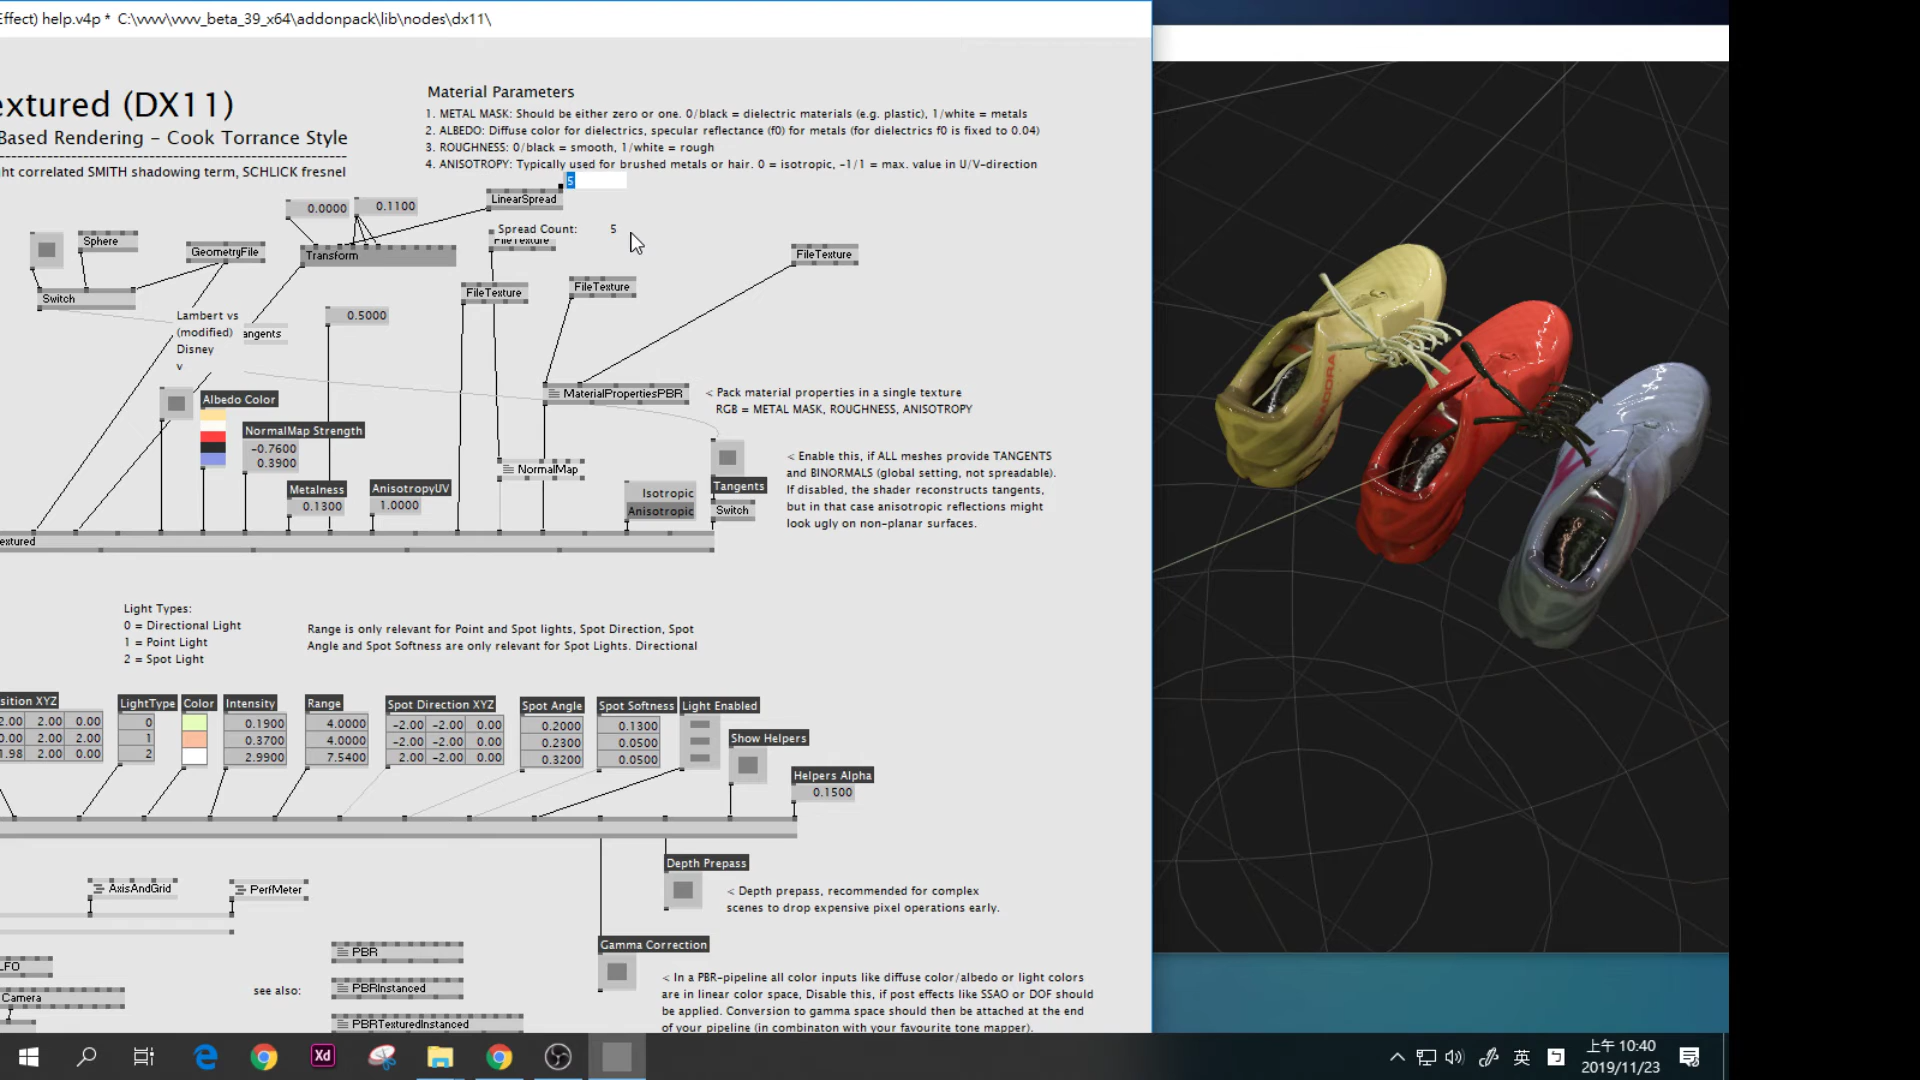 Effect) help.v4p * C:\vvvv\vvvv_beta_39_x64\addonpack\lib\nodes\dx11\
extured (DX11)
Based Rendering - Cook Torrance Style
ht correlated SMITH shadowing term, SCHLICK fresnel
Material Parameters
1. METAL MASK: Should be either zero or one. 0/black = dielectric materials (e.g. plastic), 1/white = metals
2. ALBEDO: Diffuse color for dielectrics, specular reflectance (f0) for metals (for dielectrics f0 is fixed to 0.04)
3. ROUGHNESS: 0/black = smooth, 1/white = rough
4. ANISOTROPY: Typically used for brushed metals or hair. 0 = isotropic, -1/1 = max. value in U/V-direction
5
LinearSpread
0.0000
0.1100
Spread Count: 5
FileTexture
Sphere
GeometryFile
Transform
FileTexture
Switch
FileTexture
FileTexture
Lambert vs
(modified)
Disney
v
angents
0.5000
MaterialPropertiesPBR
< Pack material properties in a single texture
RGB = METAL MASK, ROUGHNESS, ANISOTROPY
Albedo Color
NormalMap Strength
-0.7600
0.3900
NormalMap
Metalness
0.1300
AnisotropyUV
1.0000
Isotropic
Anisotropic
Tangents
Switch
< Enable this, if ALL meshes provide TANGENTS
and BINORMALS (global setting, not spreadable).
If disabled, the shader reconstructs tangents,
but in that case anisotropic reflections might
look ugly on non-planar surfaces.
extured
Light Types:
0 = Directional Light
1 = Point Light
2 = Spot Light
Range is only relevant for Point and Spot lights, Spot Direction, Spot
Angle and Spot Softness are only relevant for Spot Lights. Directional
sition XYZ
2.00 2.00 0.00
0.00 2.00 2.00
1.98 2.00 0.00
LightType
0
1
2
Color
Intensity
0.1900
0.3700
2.9900
Range
4.0000
4.0000
7.5400
Spot Direction XYZ
-2.00 -2.00 0.00
-2.00 -2.00 0.00
2.00 -2.00 0.00
Spot Angle
0.2000
0.2300
0.3200
Spot Softness
0.1300
0.0500
0.0500
Light Enabled
Show Helpers
Helpers Alpha
0.1500
Depth Prepass
< Depth prepass, recommended for complex
scenes to drop expensive pixel operations early.
AxisAndGrid
PerfMeter
Gamma Correction
< In a PBR-pipeline all color inputs like diffuse color/albedo or light colors
are in linear color space, Disable this, if post effects like SSAO or DOF should
be applied. Conversion to gamma space should then be attached at the end
of your pipeline (in combinaton with your favourite tone mapper).
LFO
Camera
see also:
PBR
PBRInstanced
PBRTexturedInstanced
DIADORA
Xd
英
上午 10:40
2019/11/23